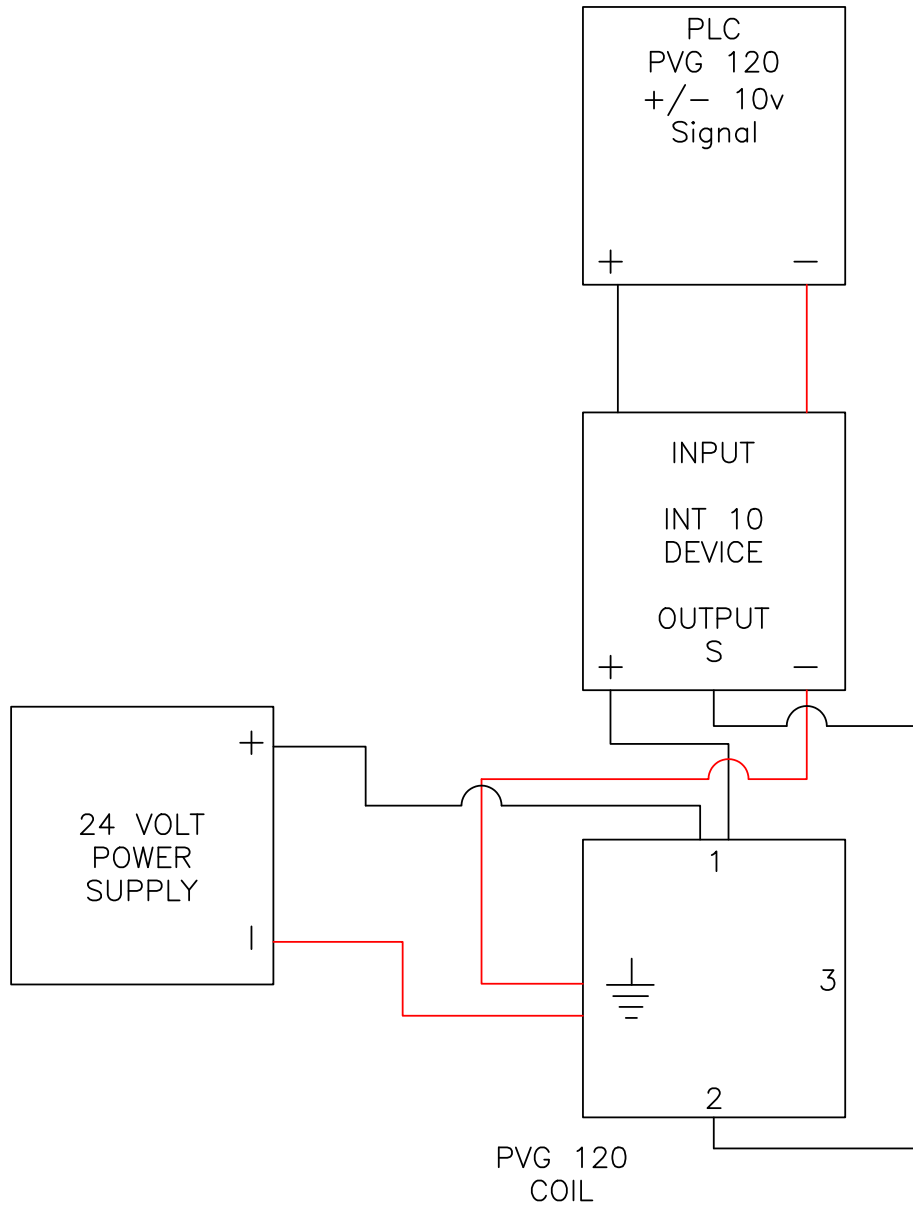 PLC
PVG 120
+/- 10v
Signal
+ -
INPUT
INT 10
DEVICE
OUTPUT
S
+ -
+
24 VOLT
POWER
SUPPLY
-
1
3
2
PVG 120
COIL